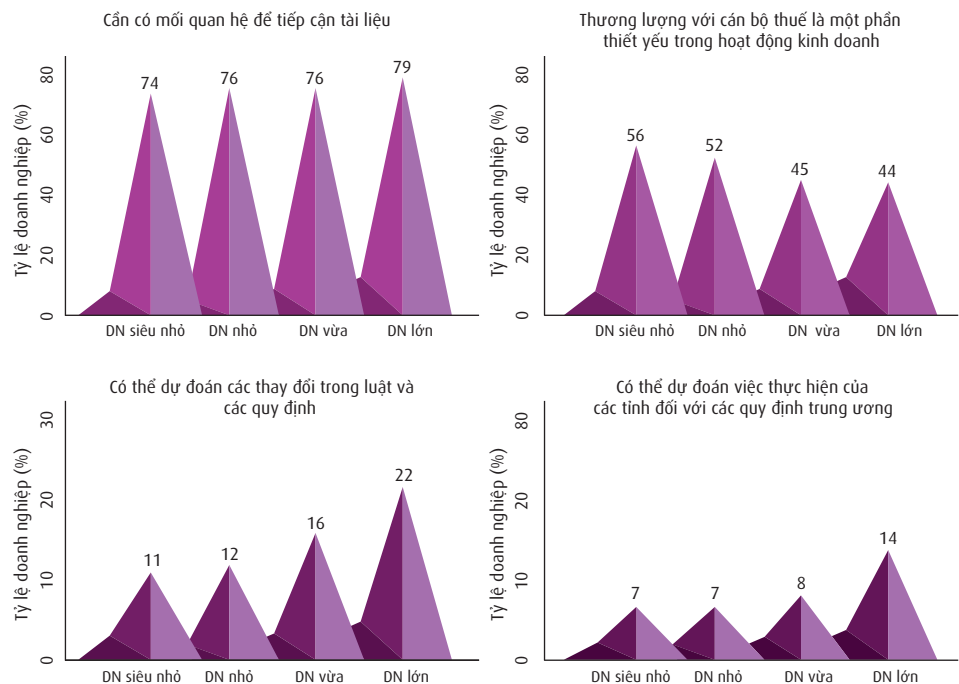 Cần có mối quan hệ để tiếp cận tài liệu
Tỷ lệ doanh nghiệp (%)
80
60
40
20
0
74
76
76
79
DN siêu nhỏ
DN nhỏ
DN vừa
DN lớn
Thương lượng với cán bộ thuế là một phần
thiết yếu trong hoạt động kinh doanh
Tỷ lệ doanh nghiệp (%)
80
60
40
20
0
56
52
45
44
DN siêu nhỏ
DN nhỏ
DN vừa
DN lớn
Có thể dự đoán các thay đổi trong luật và
các quy định
Tỷ lệ doanh nghiệp (%)
30
20
10
0
11
12
16
22
DN siêu nhỏ
DN nhỏ
DN vừa
DN lớn
Có thể dự đoán việc thực hiện của
các tỉnh đối với các quy định trung ương
Tỷ lệ doanh nghiệp (%)
80
20
10
0
7
7
8
14
DN siêu nhỏ
DN nhỏ
DN vừa
DN lớn